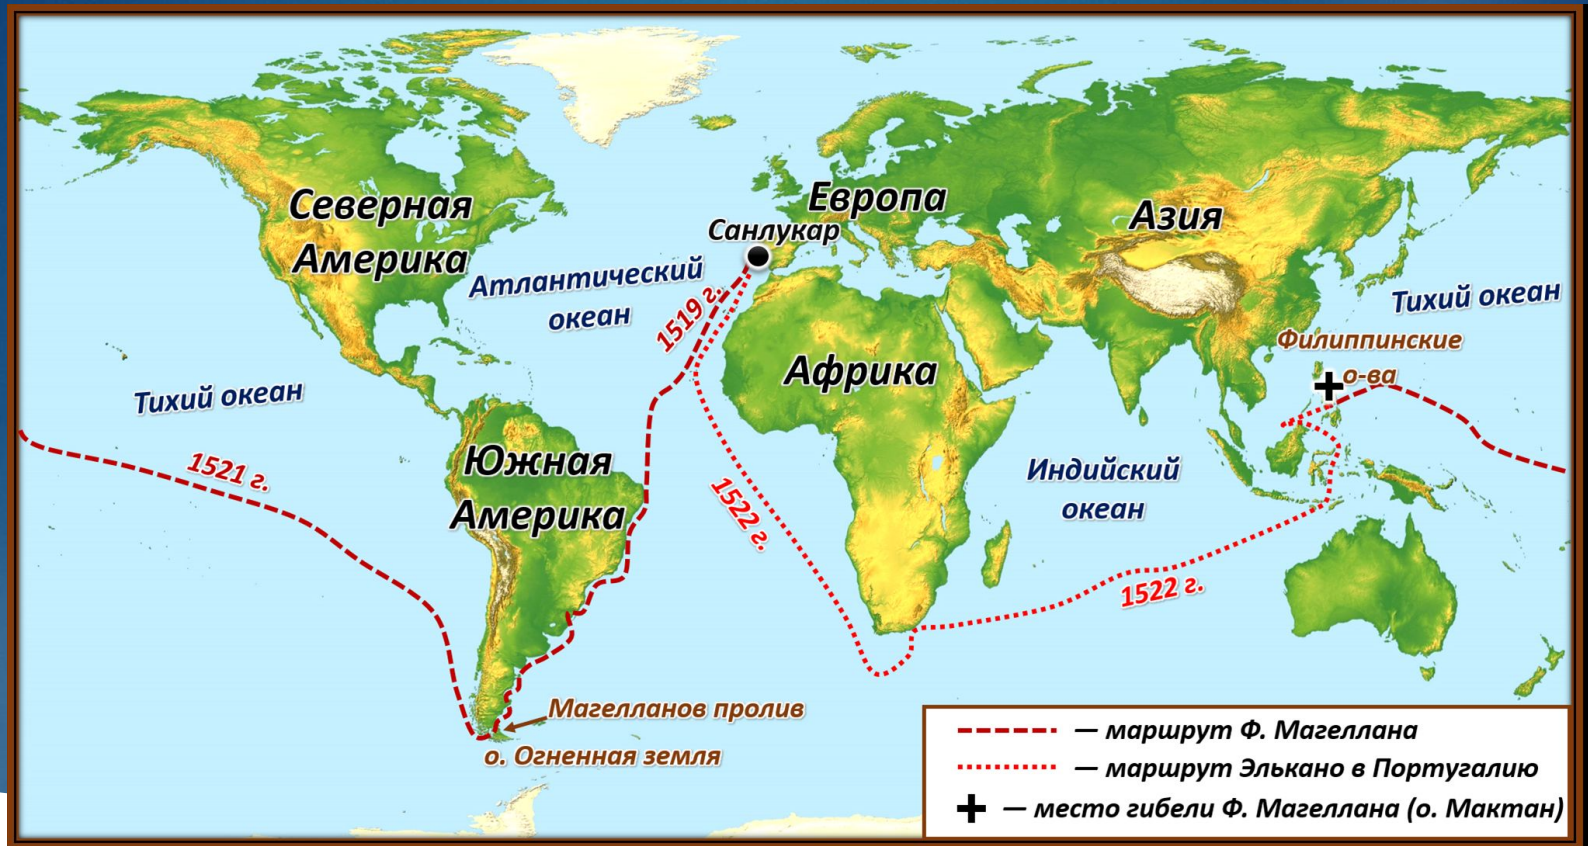 Северная
Америка
Европа
Санлукар
Азия
Атлантический
океан
1519 г.
Тихий океан
Филиппинские
о-ва
Африка
Тихий океан
1521 г.
Южная
Америка
Индийский
океан
1522 г.
1522 г.
Магелланов пролив
о. Огненная земля
— маршрут Ф. Магеллана
— маршрут Элькано в Португалию
— место гибели Ф. Магеллана (о. Мактан)